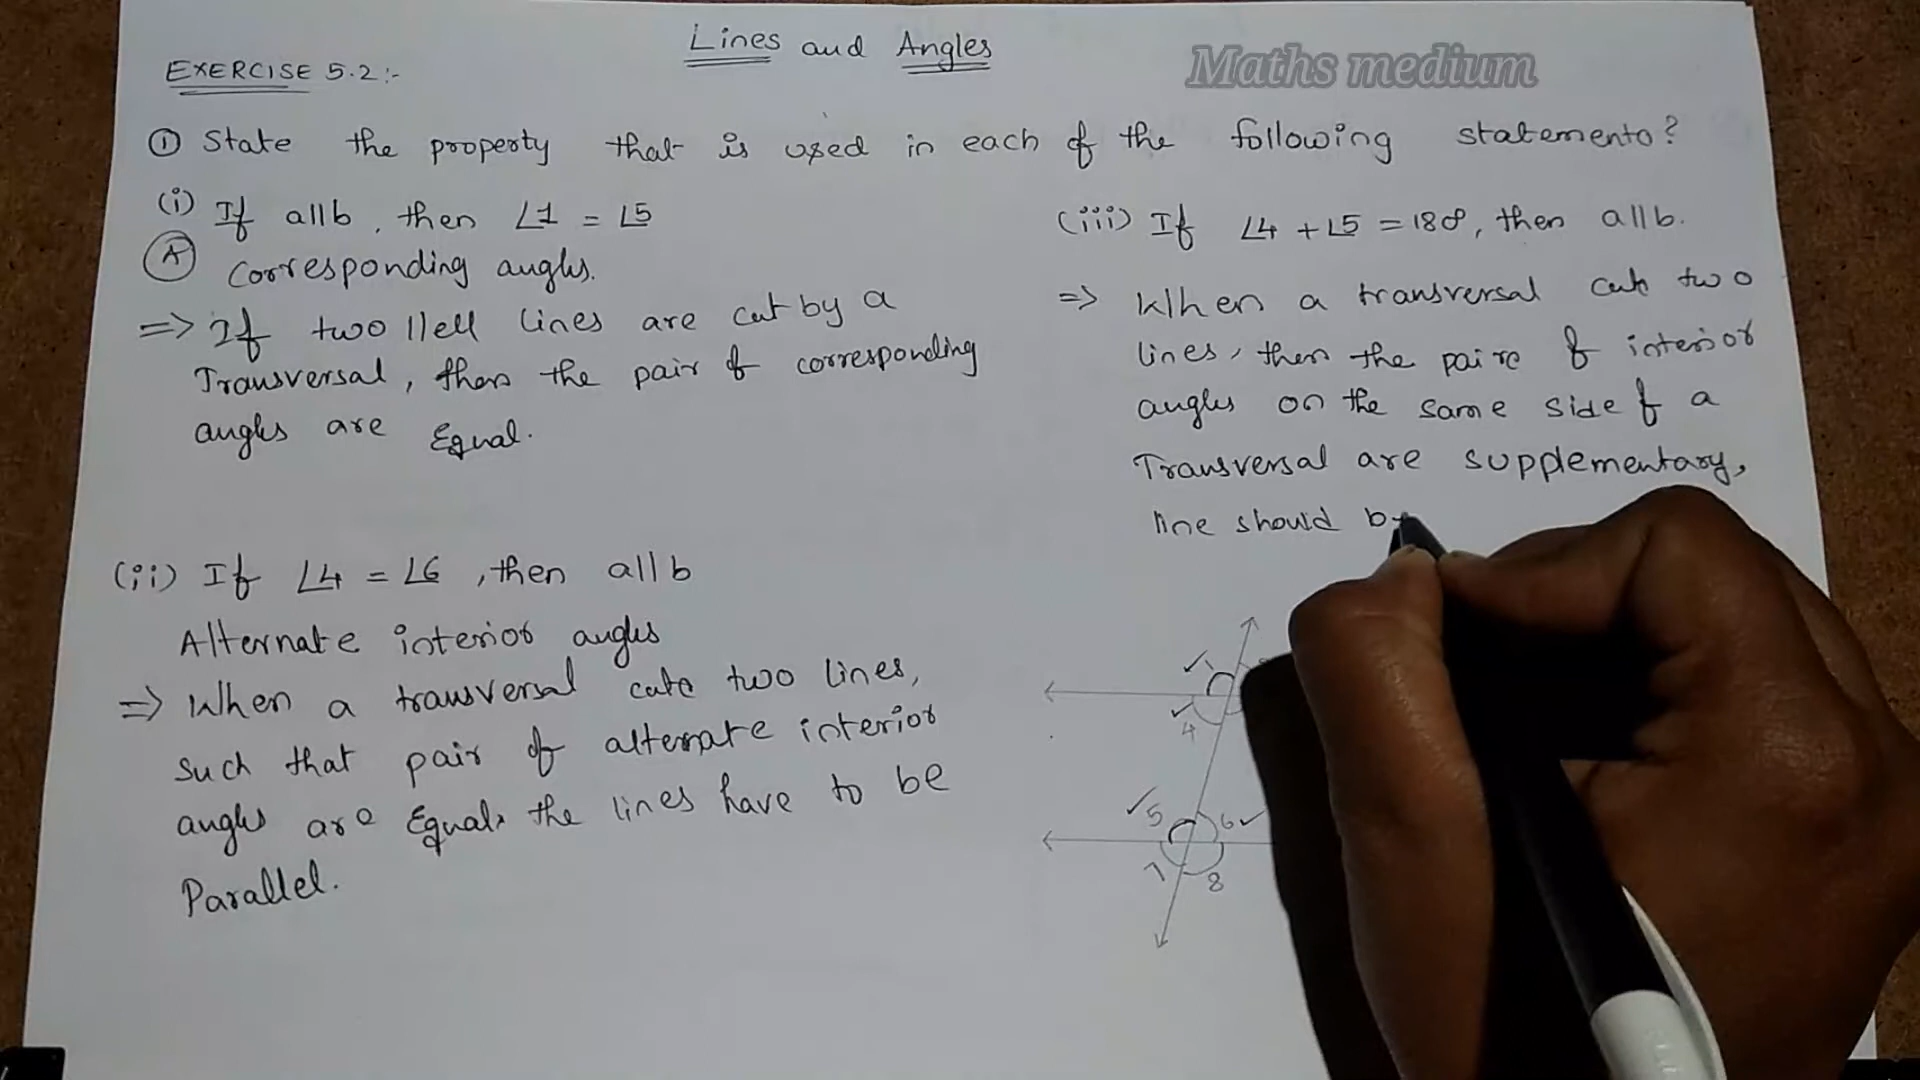 Lines and Angles
Maths medium
EXERCISE 5.2:-
① State the property that is used in each of the following statements?
(i) If a||b, then ∠1 = ∠5
(A) Corresponding angles.
=> If two ||ell lines are cut by a
Transversal, then the pair of corresponding
angles are Equal.
(ii) If ∠4 = ∠6, then a||b
Alternate interior angles
=> When a transversal cuts two lines,
such that pair of alternate interior
angles are Equal, the lines have to be
Parallel.
(iii) If ∠4 + ∠5 = 180°, then a||b.
=> When a transversal cuts two
lines, then the pairs of interior
angles on the same side of a
Transversal are supplementary,
line should be
1
4
5
6
7
8